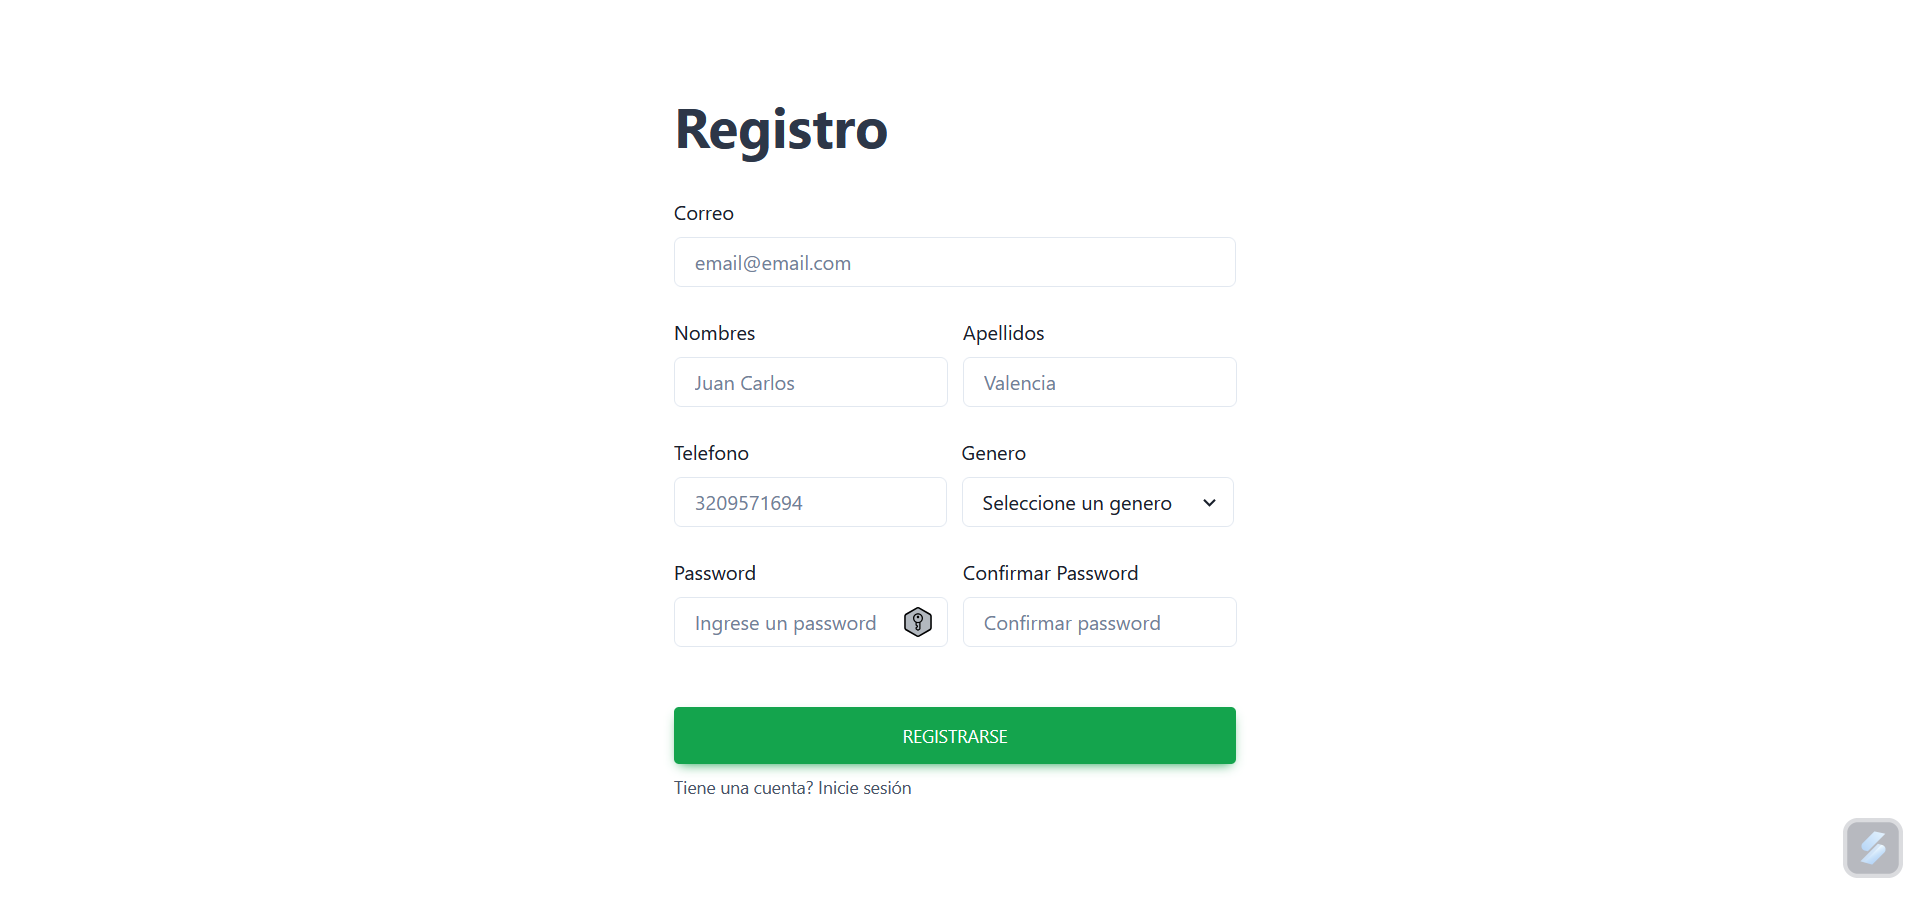 Registro
Correo
email@email.com
Nombres Apellidos
Juan Carlos Valencia
Telefono Genero
3209571694 Seleccione un genero
Password Confirmar Password
Ingrese un password Confirmar password
REGISTRARSE
Tiene una cuenta? Inicie sesión